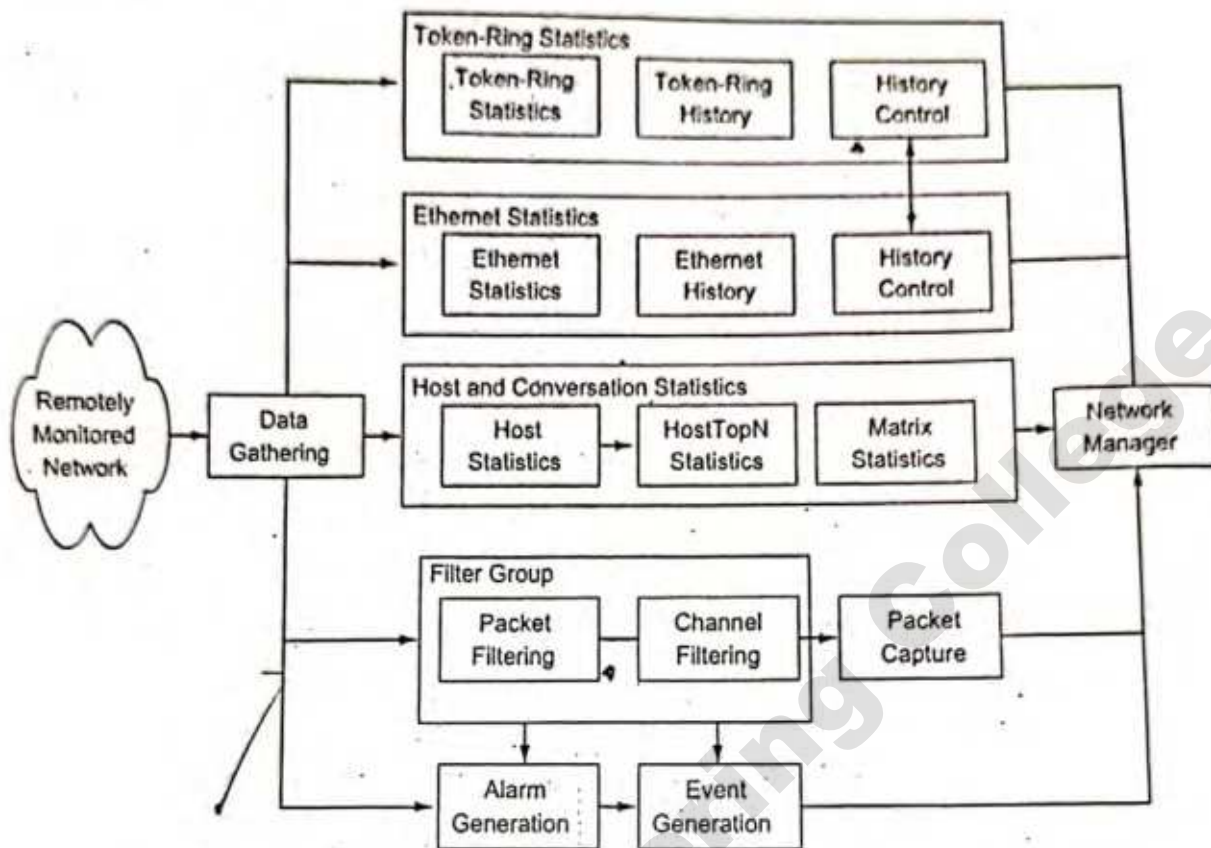 Token-Ring Statistics
Token-Ring
Statistics
Token-Ring
History
History
Control
Ethernet Statistics
Ethernet
Statistics
Ethernet
History
History
Control
Remotely
Monitored
Network
Data
Gathering
Host and Conversation Statistics
Host
Statistics
HostTopN
Statistics
Matrix
Statistics
Network
Manager
Filter Group
Packet
Filtering
Channel
Filtering
Packet
Capture
Alarm
Generation
Event
Generation
College